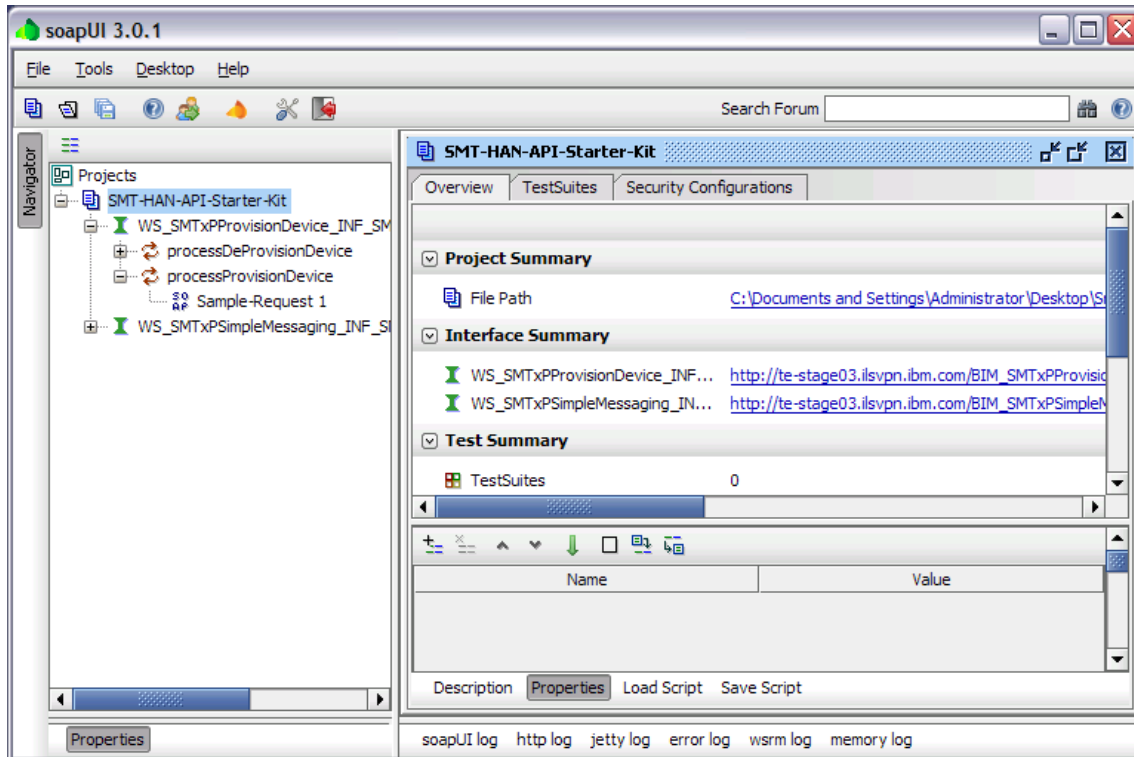 soapUI 3.0.1
File Tools Desktop Help
Search Forum
Navigator
Projects
SMT-HAN-API-Starter-Kit
WS_SMTxPProvisionDevice_INF_SM
processDeProvisionDevice
processProvisionDevice
Sample-Request 1
WS_SMTxPSimpleMessaging_INF_SI
Properties
SMT-HAN-API-Starter-Kit
Overview TestSuites Security Configurations
Project Summary
File Path C:\Documents and Settings\Administrator\Desktop\Sr
Interface Summary
WS_SMTxPProvisionDevice_INF... http://te-stage03.ilsvpn.ibm.com/BIM_SMTxPProvisio
WS_SMTxPSimpleMessaging_IN... http://te-stage03.ilsvpn.ibm.com/BIM_SMTxPSimpleM
Test Summary
TestSuites 0
Name Value
Description Properties Load Script Save Script
soapUI log http log jetty log error log wsrm log memory log